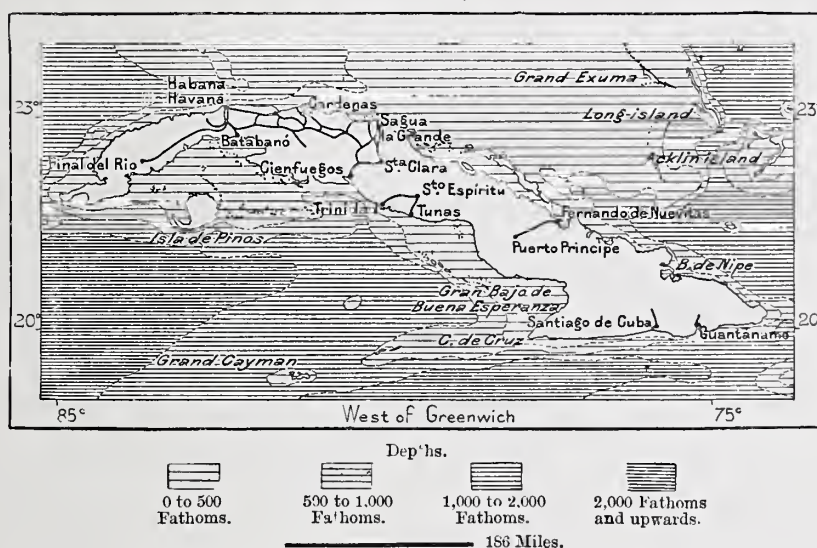 Habana
Havana
Cardenas
Grand Exuma
23°
Sagua
la Grande
Long-island
23°
Batabanó
Final del Rio
Cienfuegos
Sta Clara
Acklin island
Sto Espíritu
Trinidad
Tunas
Fernando de Nuevitas
Isla de Pinos
Puerto Principe
B. de Nipe
Gran Baja de
Buena Esperanza
20°
Santiago de Cuba
Guantánamo
20
C. de Cruz
Grand Cayman
85°
West of Greenwich
75°
Depths.
0 to 500
Fathoms.
500 to 1.000
Fathoms.
1,000 to 2,000
Fathoms.
2,000 Fathoms
and upwards.
186 Miles.